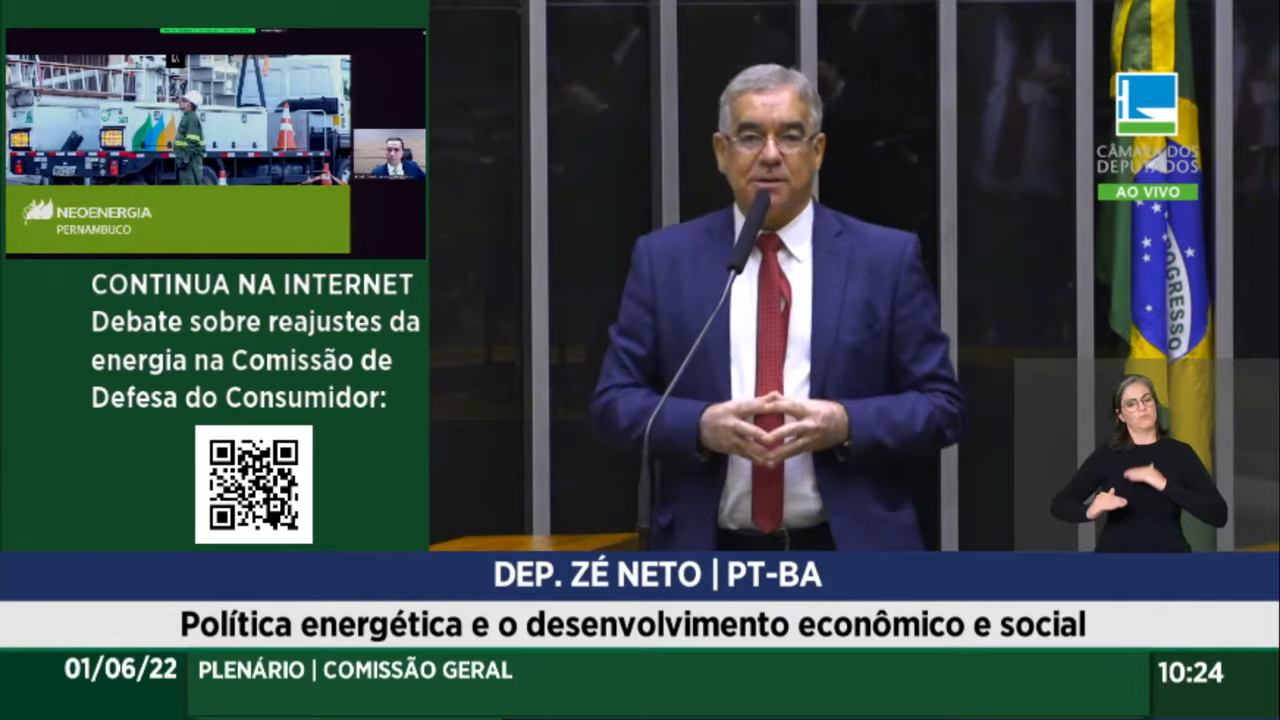 NEOENERGIA
PERNAMBUCO
CONTINUA NA INTERNET
Debate sobre reajustes da
energia na Comissão de
Defesa do Consumidor:
CÂMARA DOS
DEPUTADOS
AO VIVO
PROGRESSO
DEP. ZÉ NETO | PT-BA
Política energética e o desenvolvimento econômico e social
01/06/22 PLENÁRIO | COMISSÃO GERAL 10:24